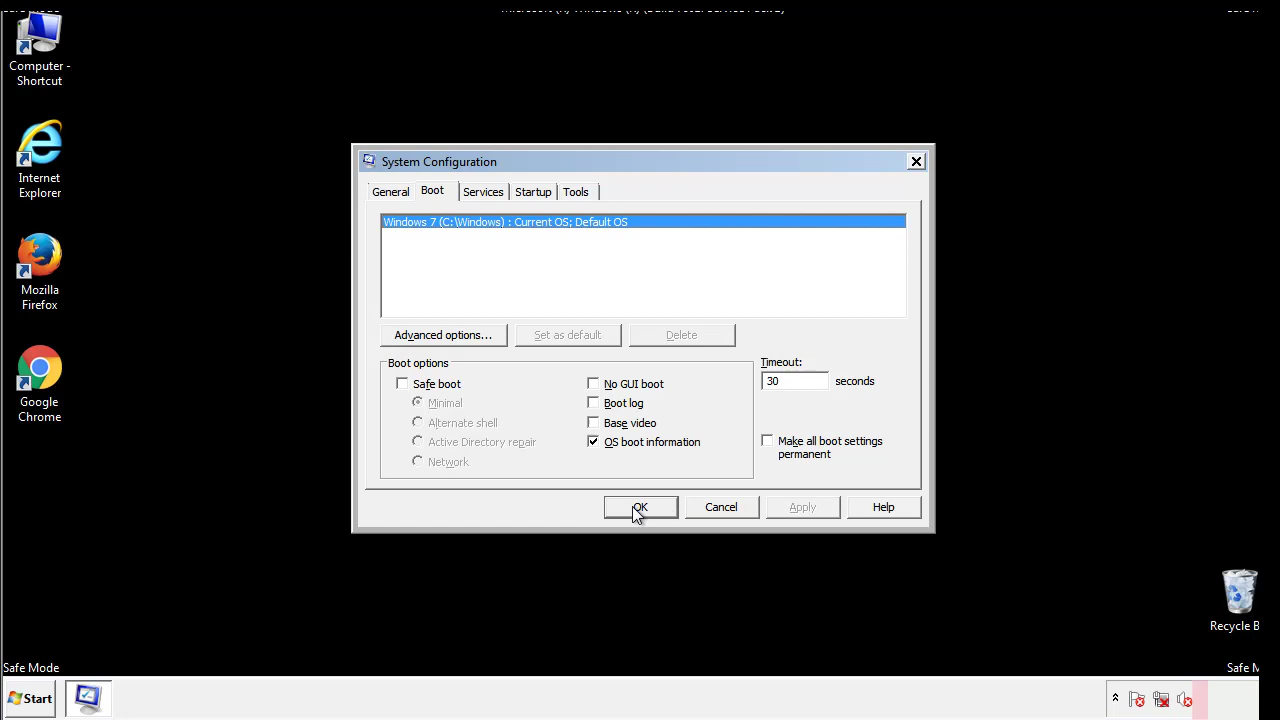 Computer -
Shortcut
Internet
Explorer
Mozilla
Firefox
Google
Chrome
System Configuration
General
Boot
Services
Startup
Tools
Windows 7 (C:\Windows) : Current OS; Default OS
Advanced options...
Set as default
Delete
Boot options
Safe boot
Minimal
Alternate shell
Active Directory repair
Network
No GUI boot
Boot log
Base video
OS boot information
Timeout:
30 seconds
Make all boot settings
permanent
OK
Cancel
Apply
Help
Recycle B
Safe Mode
Safe M
Start